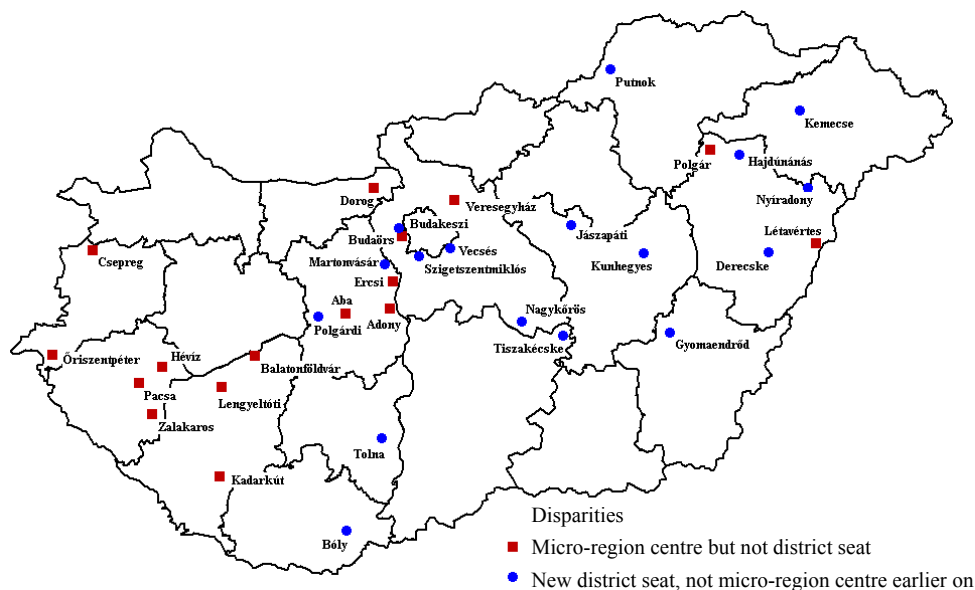 Putnok
Kemecse
Polgár
Hajdúnánás
Dorog
Veresegyház
Nyíradony
Budakeszi
Létavértes
Budaörs
Jászapáti
Csepreg
Vecsés
Martonvásár
Szigetszentmiklós
Kunhegyes
Derecske
Ercsi
Aba
Nagykőrös
Adony
Polgárdi
Tiszakécske
Gyomaendrőd
Őriszentpéter
Hévíz
Balatonföldvár
Pacsa
Lengyeltóti
Zalakaros
Tolna
Kadarkút
Bóly
Disparities
Micro-region centre but not district seat
New district seat, not micro-region centre earlier on